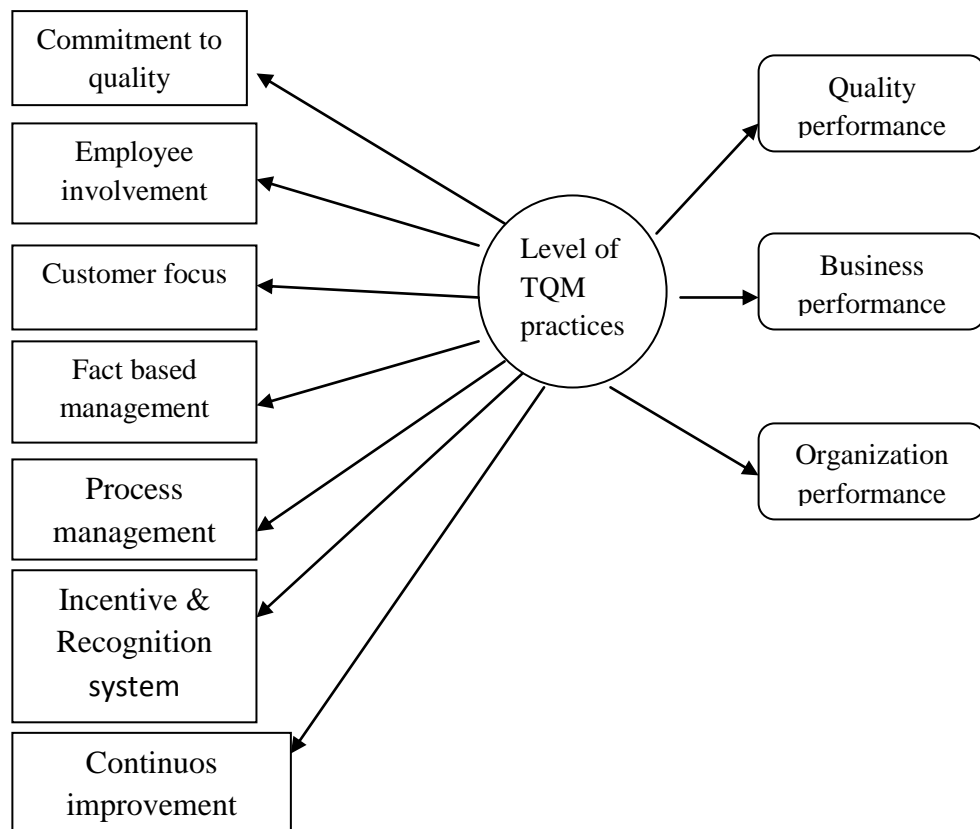 Commitment to
quality
Employee
involvement
Customer focus
Fact based
management
Process
management
Incentive &
Recognition
system
Continuos
improvement
Level of
TQM
practices
Quality
performance
Business
performance
Organization
performance